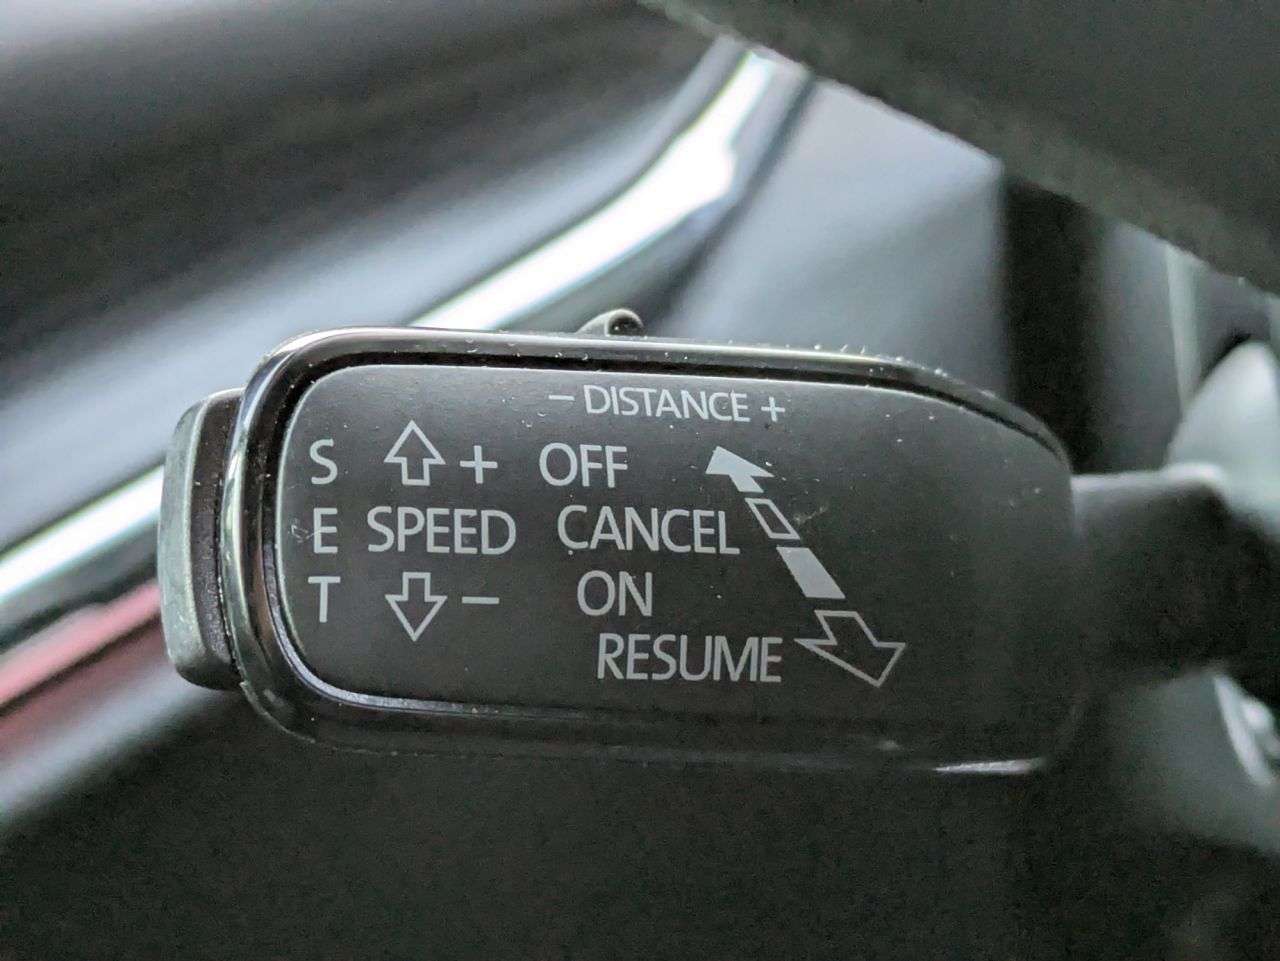 – DISTANCE +
S + OFF
E SPEED CANCEL
T – ON
RESUME